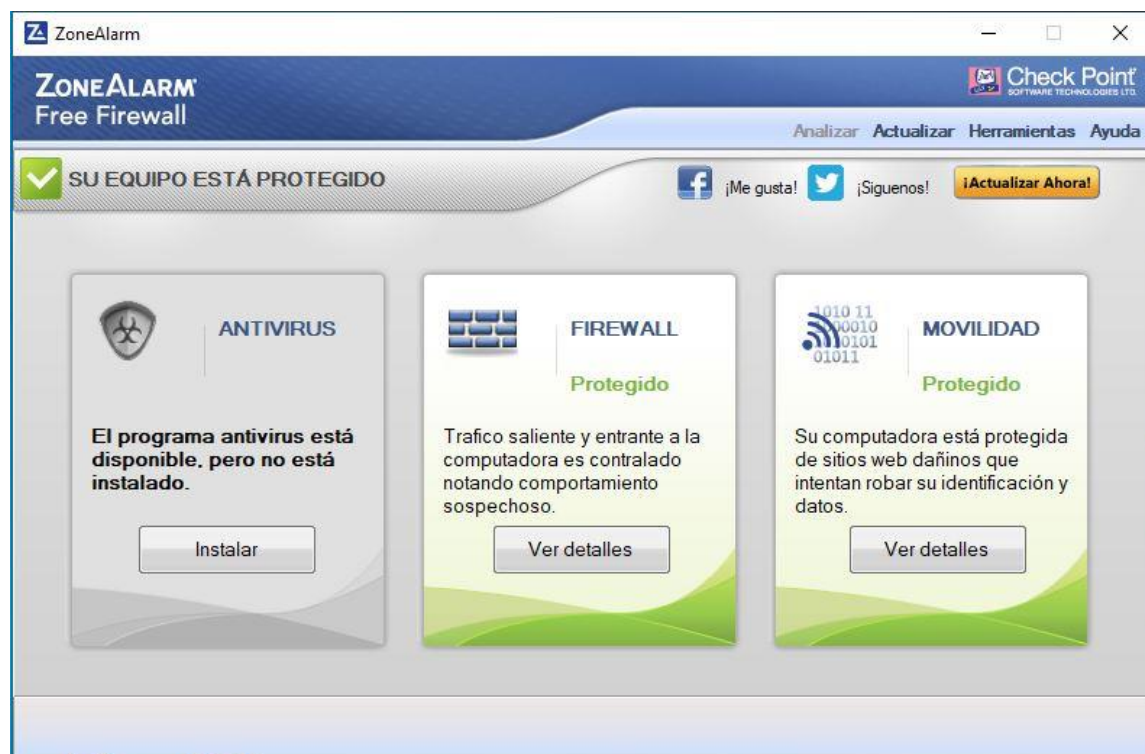 ZoneAlarm
ZONEALARM
Free Firewall
Check Point
SOFTWARE TECHNOLOGIES LTD.
Analizar Actualizar Herramientas Ayuda
SU EQUIPO ESTÁ PROTEGIDO
¡Me gusta! ¡Siguenos! ¡Actualizar Ahora!
ANTIVIRUS
El programa antivirus está
disponible, pero no está
instalado.
Instalar
FIREWALL
Protegido
Trafico saliente y entrante a la
computadora es contralado
notando comportamiento
sospechoso.
Ver detalles
1010 11
00010
0101
01011
MOVILIDAD
Protegido
Su computadora está protegida
de sitios web dañinos que
intentan robar su identificación y
datos.
Ver detalles